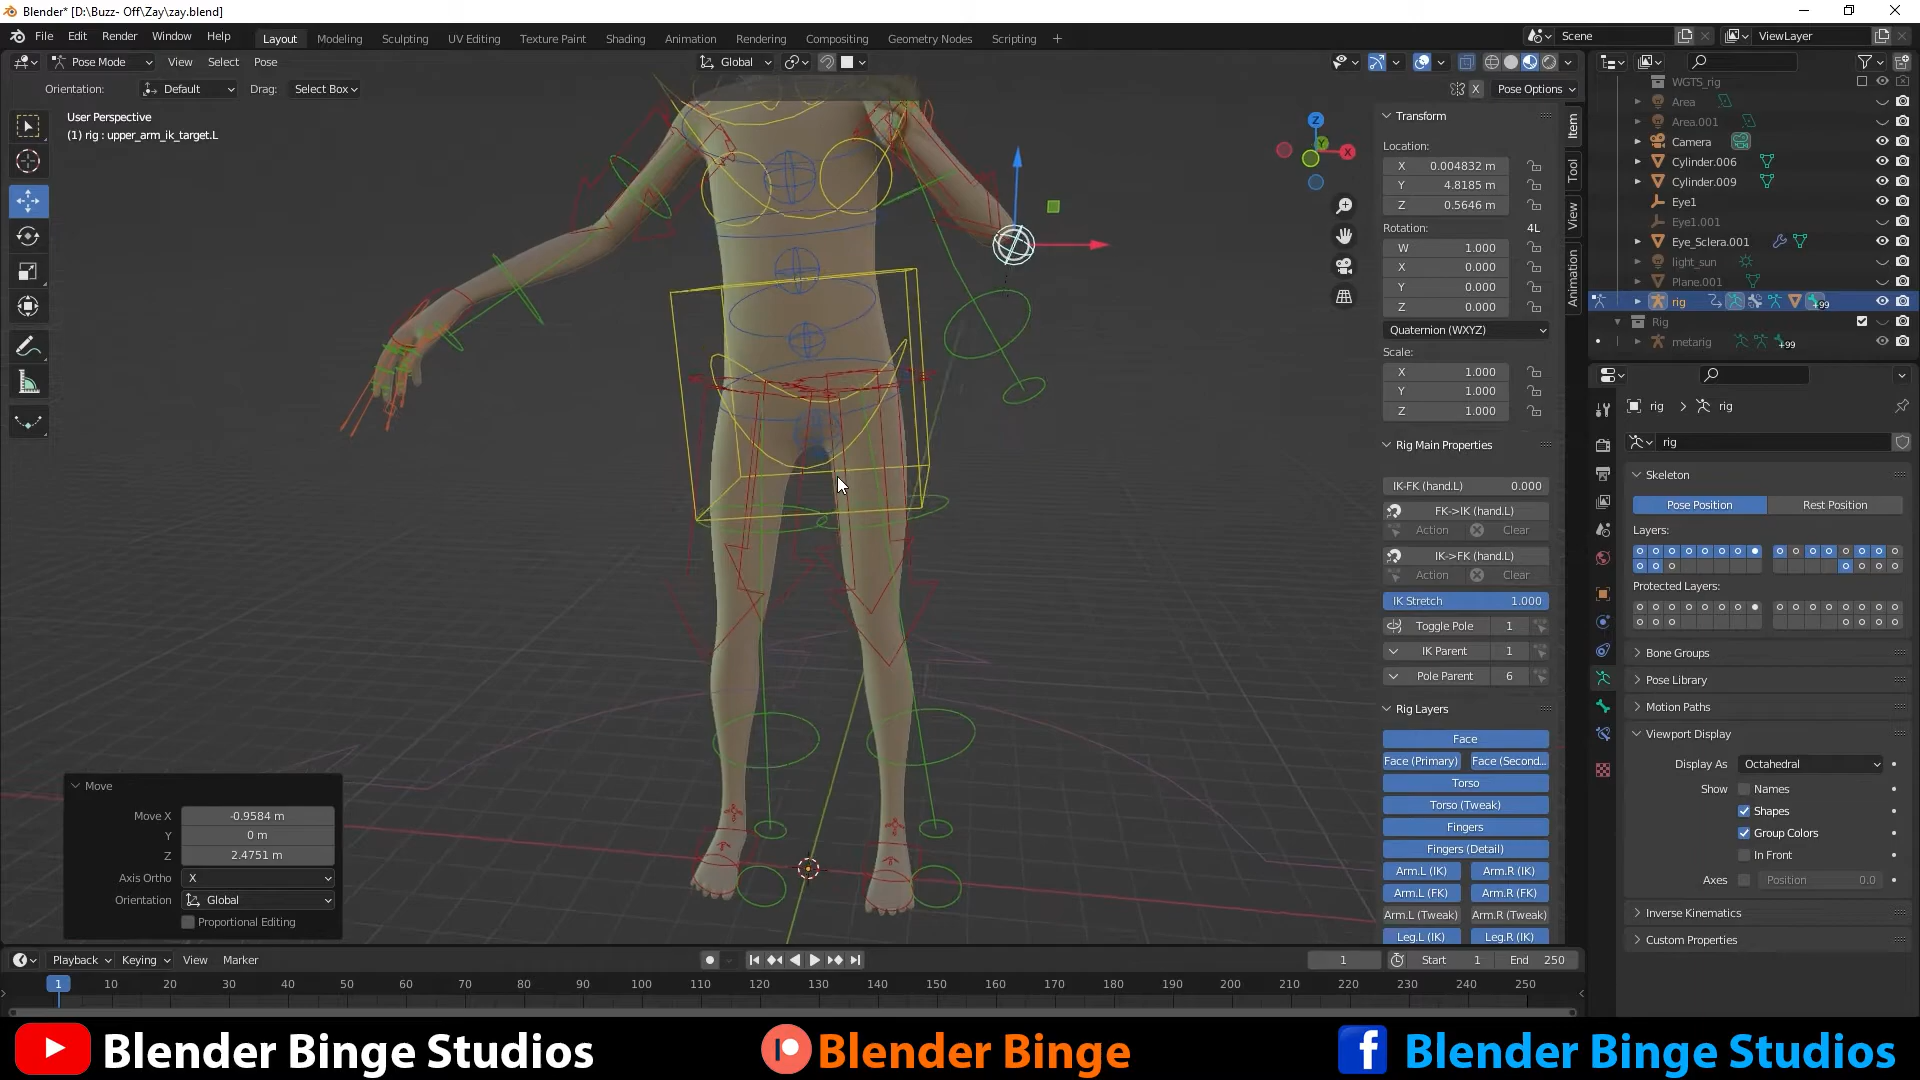 Blender* [D:\Buzz- Off\Zay\zay.blend]
File Edit Render Window Help
Layout Modeling Sculpting UV Editing Texture Paint Shading Animation Rendering Compositing Geometry Nodes Scripting +
Scene ViewLayer
Pose Mode View Select Pose Global
Orientation: Default Drag: Select Box X Pose Options
User Perspective
(1) rig : upper_arm_ik_target.L
Z
Y
X
Item
Tool
View
Animation
Transform
Location:
X 0.004832 m
Y 4.8185 m
Z 0.5646 m
Rotation: 4L
W 1.000
X 0.000
Y 0.000
Z 0.000
Quaternion (WXYZ)
Scale:
X 1.000
Y 1.000
Z 1.000
Rig Main Properties
IK-FK (hand.L) 0.000
FK->IK (hand.L)
Action Clear
IK->FK (hand.L)
Action Clear
IK Stretch 1.000
Toggle Pole 1
IK Parent 1
Pole Parent 6
Rig Layers
Face
Face (Primary) Face (Second...
Torso
Torso (Tweak)
Fingers
Fingers (Detail)
Arm.L (IK) Arm.R (IK)
Arm.L (FK) Arm.R (FK)
Arm.L (Tweak) Arm.R (Tweak)
Leg.L (IK) Leg.R (IK)
WGTS_rig
Area
Area.001
Camera
Cylinder.006
Cylinder.009
Eye1
Eye1.001
Eye_Sclera.001
light_sun
Plane.001
rig +99
Rig
metarig +99
rig > rig
rig
Skeleton
Pose Position Rest Position
Layers:
Protected Layers:
Bone Groups
Pose Library
Motion Paths
Viewport Display
Display As Octahedral
Show Names
Shapes
Group Colors
In Front
Axes Position 0.0
Inverse Kinematics
Custom Properties
Move
Move X -0.9584 m
Y 0 m
Z 2.4751 m
Axis Ortho X
Orientation Global
Proportional Editing
Playback Keying View Marker 1 Start 1 End 250
1 10 20 30 40 50 60 70 80 90 100 110 120 130 140 150 160 170 180 190 200 210 220 230 240 250
Blender Binge Studios Blender Binge Blender Binge Studios